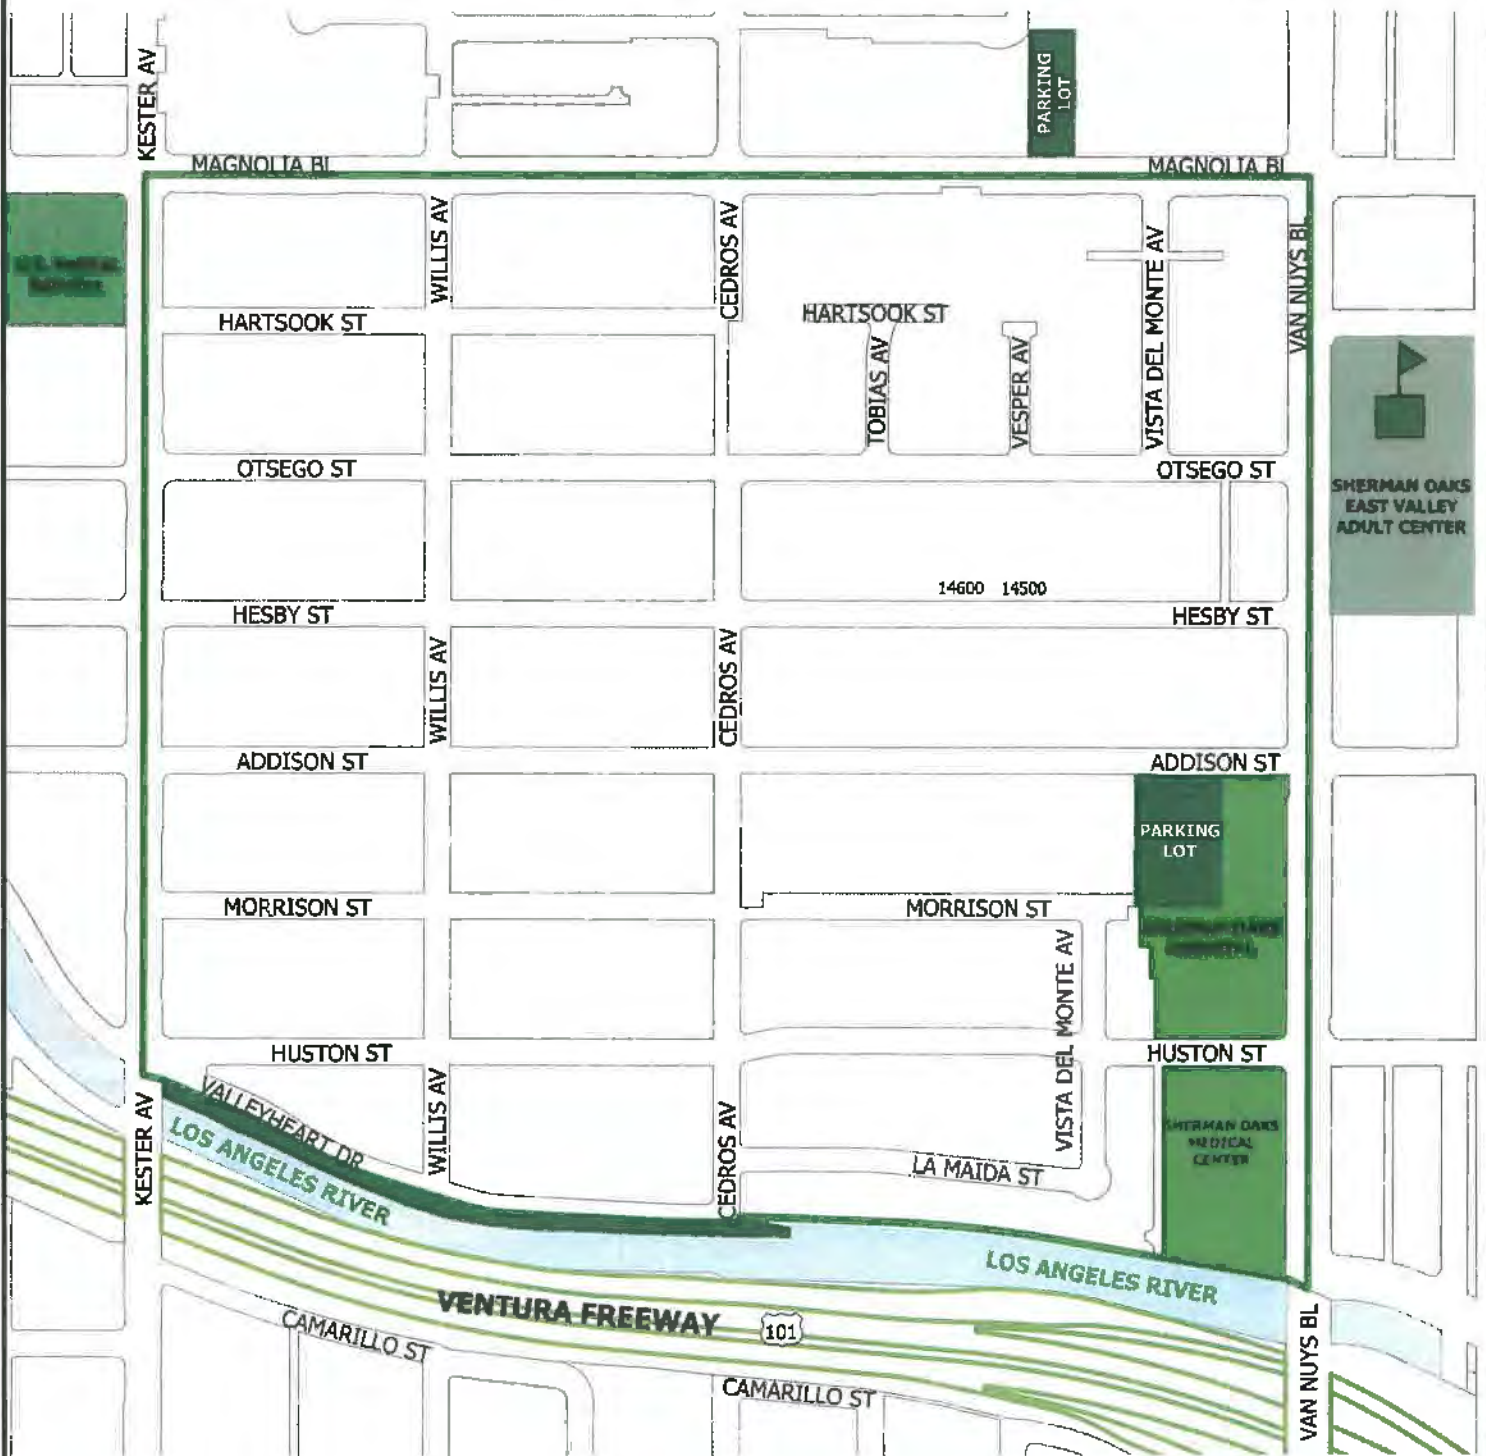 KESTER AV
PARKING
LOT
MAGNOLIA BL
MAGNOLIA BL
WILLIS AV
CEDROS AV
VISTA DEL MONTE AV
VAN NUYS BL
HARTSOOK ST
HARTSOOK ST
TOBIAS AV
VESPER AV
OTSEGO ST
OTSEGO ST
SHERMAN OAKS
EAST VALLEY
ADULT CENTER
14600 14500
HESBY ST
HESBY ST
WILLIS AV
CEDROS AV
ADDISON ST
ADDISON ST
PARKING
LOT
MORRISON ST
MORRISON ST
VISTA DEL MONTE AV
HUSTON ST
HUSTON ST
KESTER AV
VALLEYHEART DR
LOS ANGELES RIVER
WILLIS AV
CEDROS AV
LA MAIDA ST
SHERMAN OAKS
MEDICAL
CENTER
LOS ANGELES RIVER
VENTURA FREEWAY
101
CAMARILLO ST
CAMARILLO ST
VAN NUYS BL